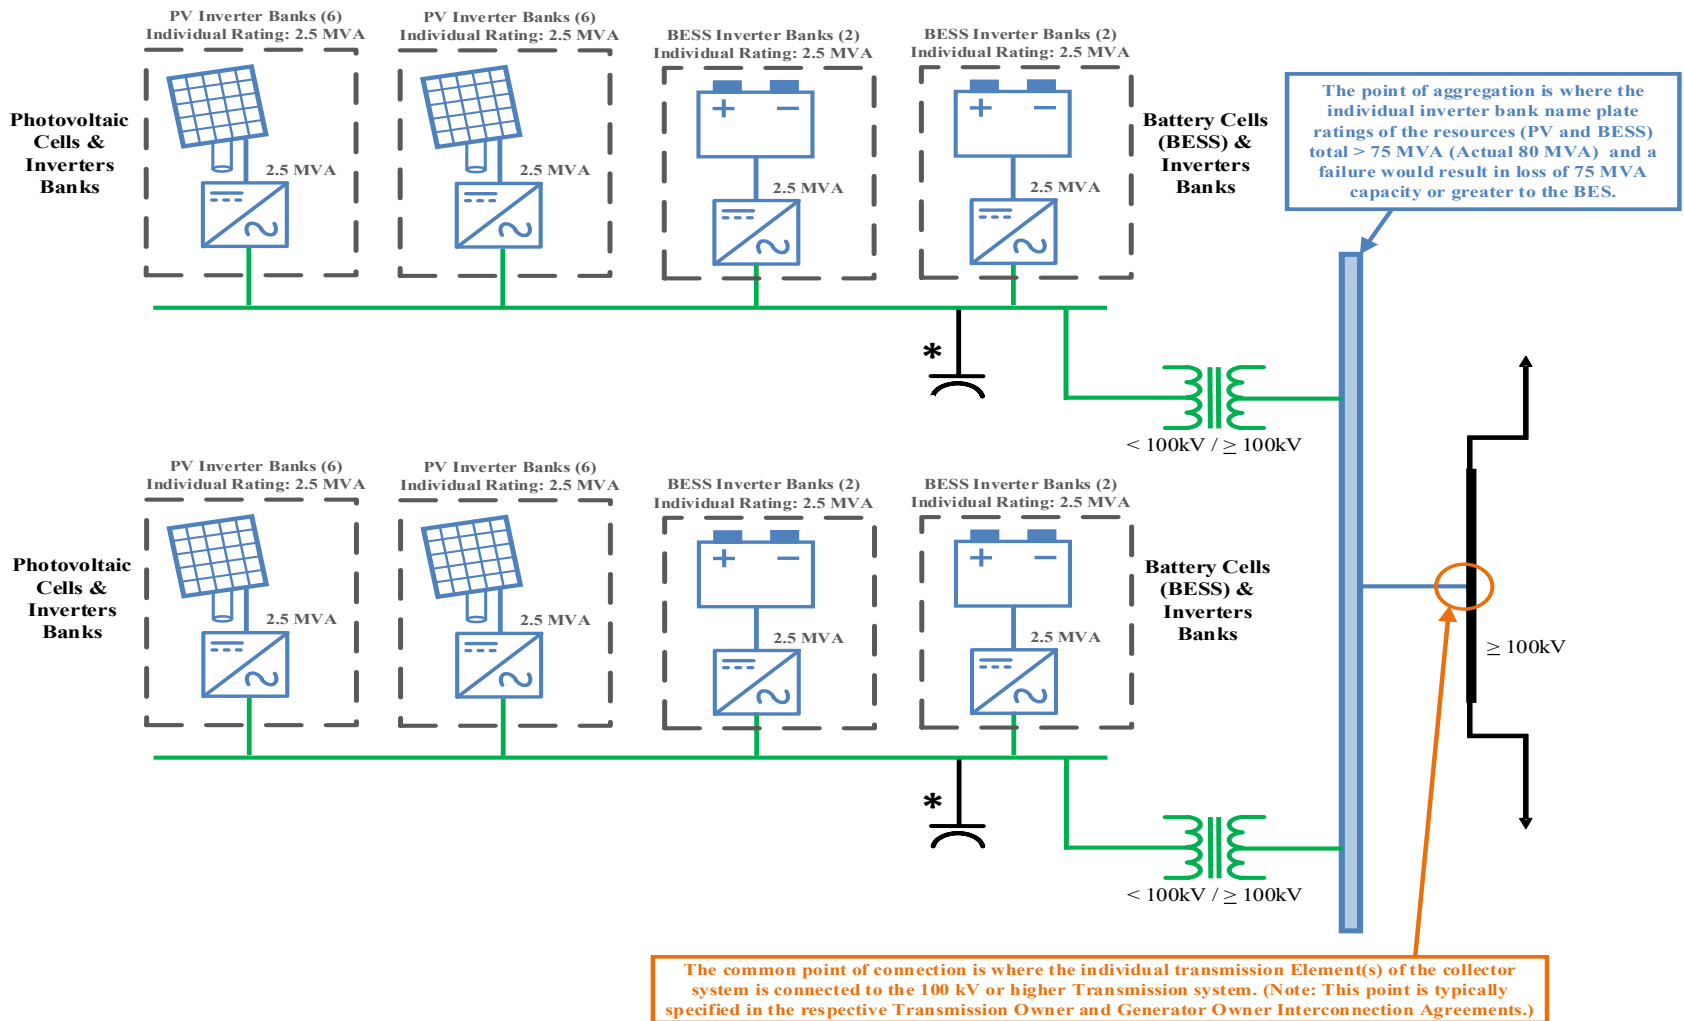 PV Inverter Banks (6)
Individual Rating: 2.5 MVA
PV Inverter Banks (6)
Individual Rating: 2.5 MVA
BESS Inverter Banks (2)
Individual Rating: 2.5 MVA
BESS Inverter Banks (2)
Individual Rating: 2.5 MVA
Photovoltaic
Cells &
Inverters
Banks
2.5 MVA
2.5 MVA
+ −
2.5 MVA
+ −
2.5 MVA
Battery Cells
(BESS) &
Inverters
Banks
The point of aggregation is where the
individual inverter bank name plate
ratings of the resources (PV and BESS)
total > 75 MVA (Actual 80 MVA) and a
failure would result in loss of 75 MVA
capacity or greater to the BES.
*
< 100kV / ≥ 100kV
PV Inverter Banks (6)
Individual Rating: 2.5 MVA
PV Inverter Banks (6)
Individual Rating: 2.5 MVA
BESS Inverter Banks (2)
Individual Rating: 2.5 MVA
BESS Inverter Banks (2)
Individual Rating: 2.5 MVA
Photovoltaic
Cells &
Inverters
Banks
2.5 MVA
2.5 MVA
+ −
2.5 MVA
+ −
2.5 MVA
Battery Cells
(BESS) &
Inverters
Banks
≥ 100kV
*
< 100kV / ≥ 100kV
The common point of connection is where the individual transmission Element(s) of the collector
system is connected to the 100 kV or higher Transmission system. (Note: This point is typically
specified in the respective Transmission Owner and Generator Owner Interconnection Agreements.)